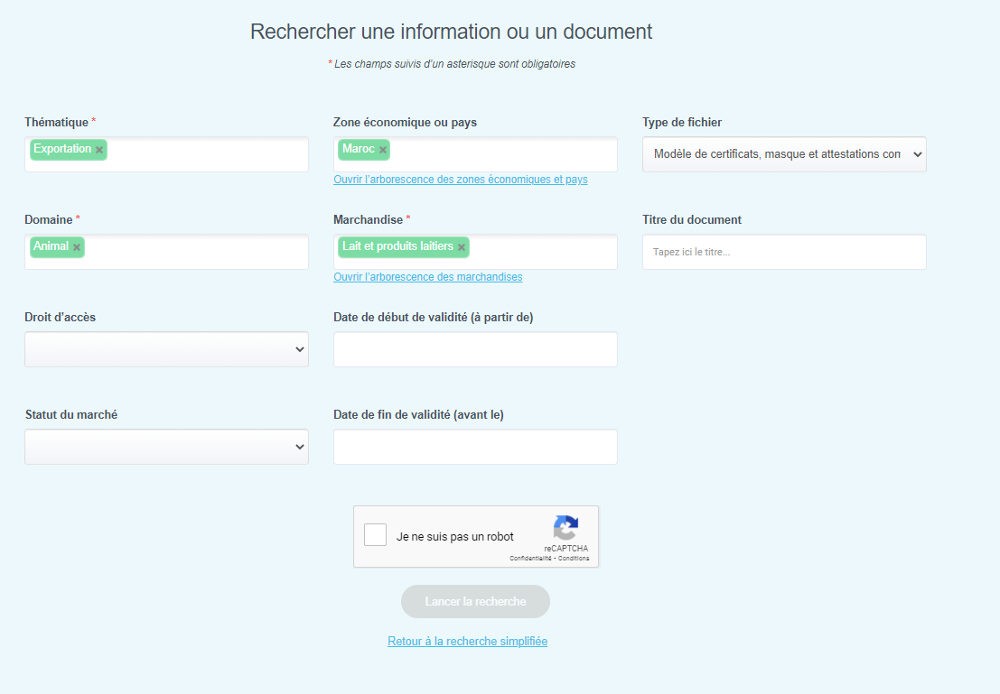 Rechercher une information ou un document
* Les champs suivis d'un asterisque sont obligatoires
Thématique *
Exportation ×
Zone économique ou pays
Maroc ×
Ouvrir l'arborescence des zones économiques et pays
Type de fichier
Modèle de certificats, masque et attestations con
Domaine *
Animal ×
Marchandise *
Lait et produits laitiers ×
Ouvrir l'arborescence des marchandises
Titre du document
Tapez ici le titre...
Droit d'accès
Date de début de validité (à partir de)
Statut du marché
Date de fin de validité (avant le)
Je ne suis pas un robot
reCAPTCHA
Confidentialité - Conditions
Lancer la recherche
Retour à la recherche simplifiée